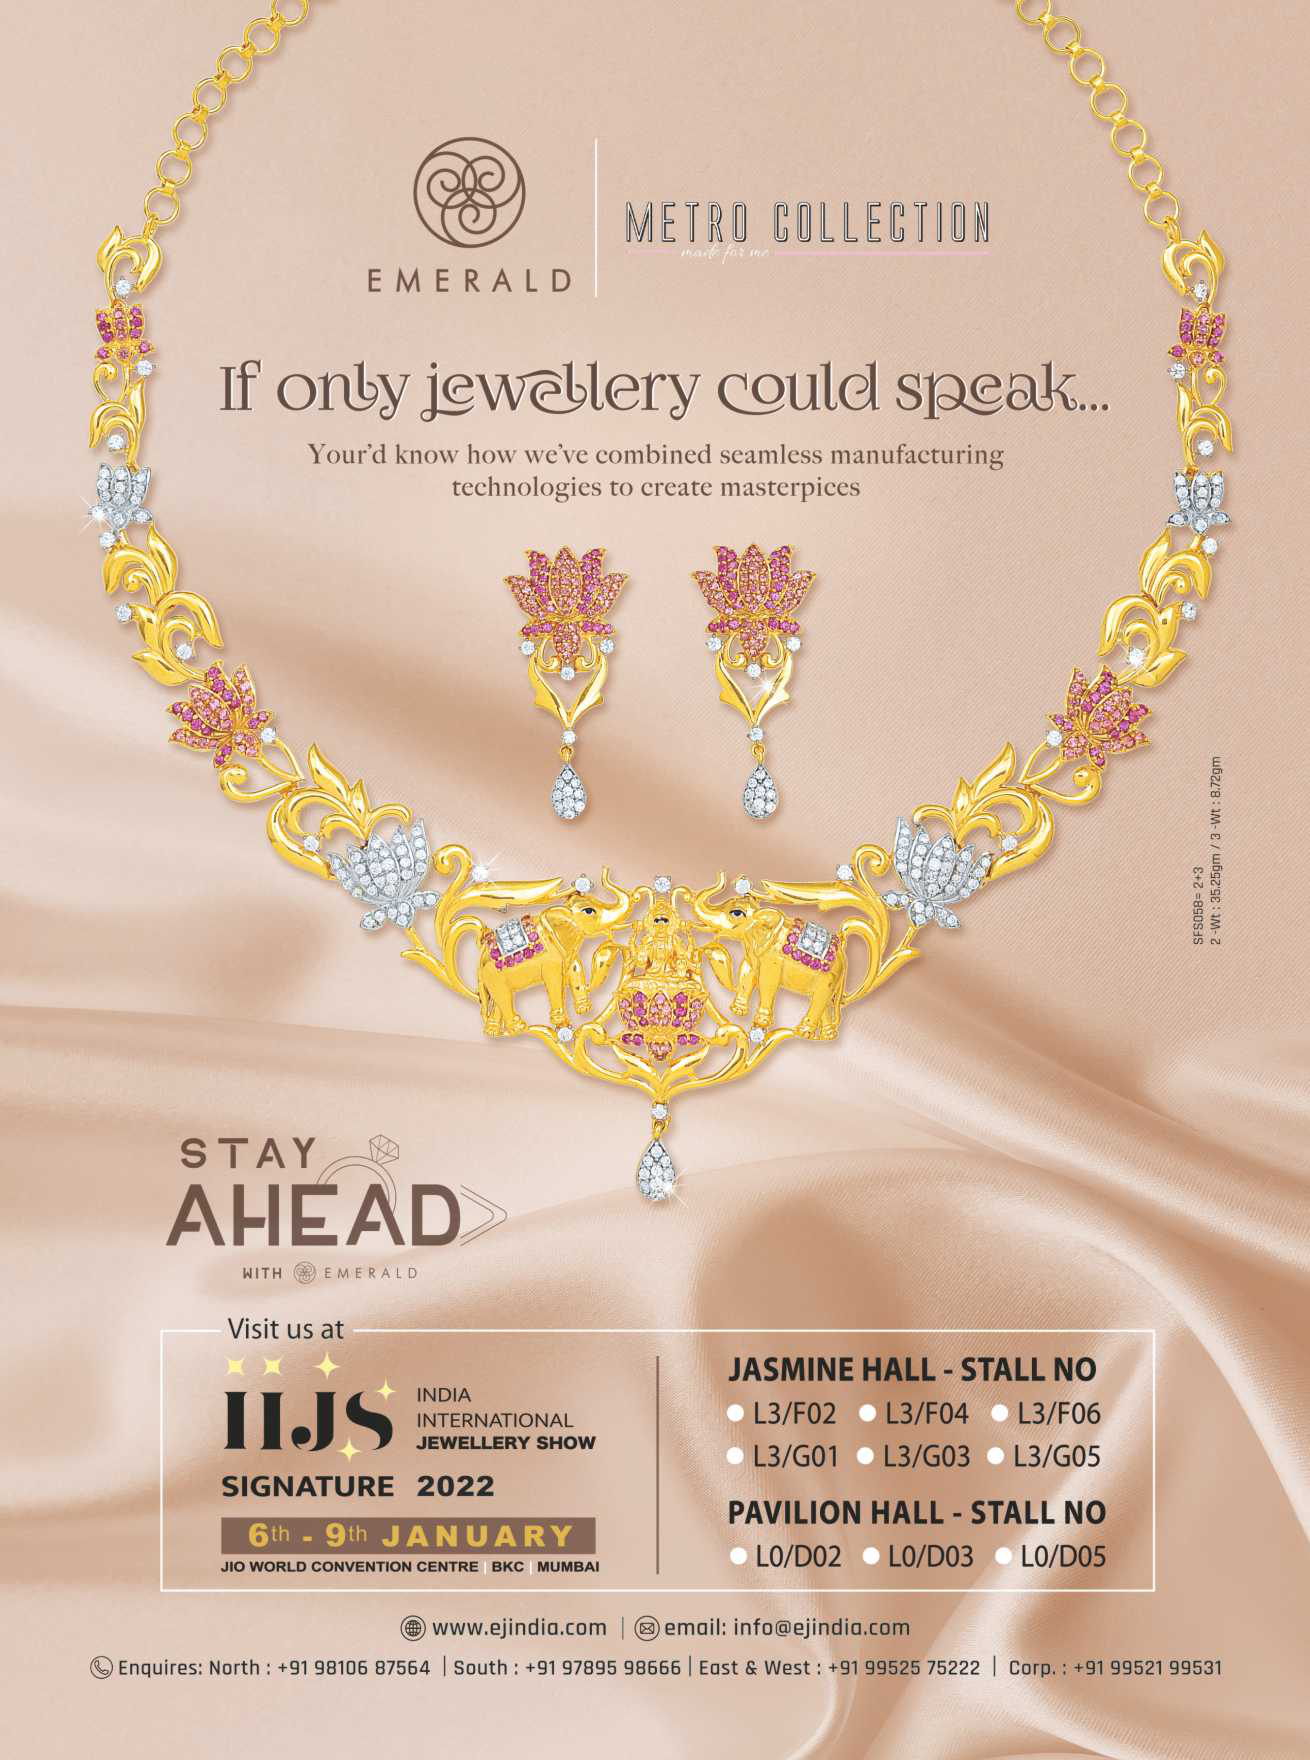 EMERALD
METRO COLLECTION
made for me
If only jewellery could speak...
Your'd know how we've combined seamless manufacturing
technologies to create masterpices
SFS058= 2+3
2 -Wt : 35.25gm / 3 -Wt : 8.72gm
STAY
AHEAD
WITH EMERALD
Visit us at
IIJS
INDIA
INTERNATIONAL
JEWELLERY SHOW
SIGNATURE 2022
6th - 9th JANUARY
JIO WORLD CONVENTION CENTRE | BKC | MUMBAI
JASMINE HALL - STALL NO
L3/F02 L3/F04 L3/F06
L3/G01 L3/G03 L3/G05
PAVILION HALL - STALL NO
L0/D02 L0/D03 L0/D05
www.ejindia.com | email: info@ejindia.com
Enquires: North : +91 98106 87564 | South : +91 97895 98666 | East & West : +91 99525 75222 | Corp. : +91 99521 99531